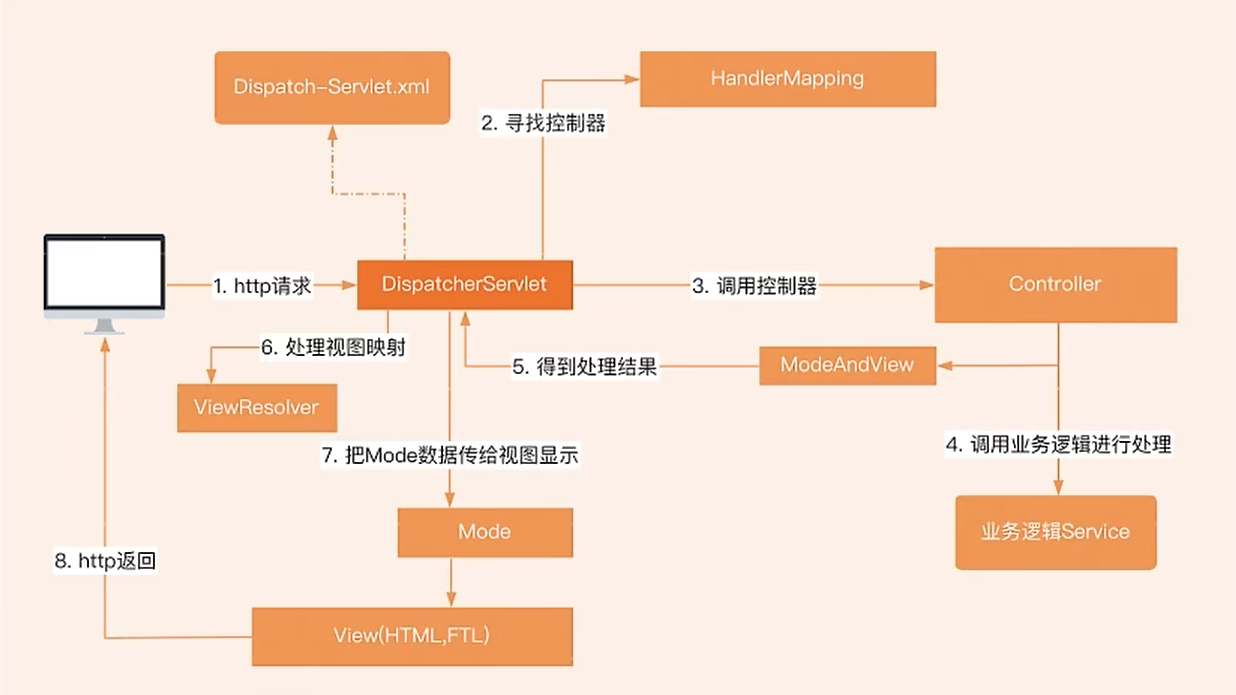 Dispatch-Servlet.xml
HandlerMapping
2. 寻找控制器
1. http请求
DispatcherServlet
3. 调用控制器
Controller
6. 处理视图映射
5. 得到处理结果
ModeAndView
ViewResolver
7. 把Mode数据传给视图显示
4. 调用业务逻辑进行处理
Mode
业务逻辑Service
8. http返回
View(HTML,FTL)